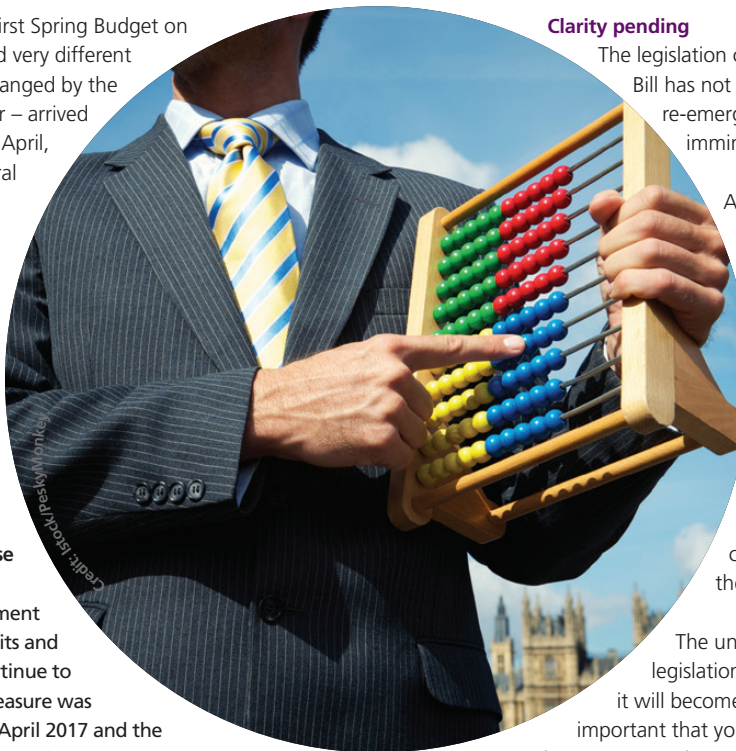 irst Spring Budget on
d very different
anged by the
r – arrived
April,
ral
se
ment
its and
tinue to
easure was
April 2017 and the
Credit: Istock/PeskyMonkey
Clarity pending
The legislation c
Bill has not
re-emerg
immin
A
c
the
The un
legislation
it will become
important that yo